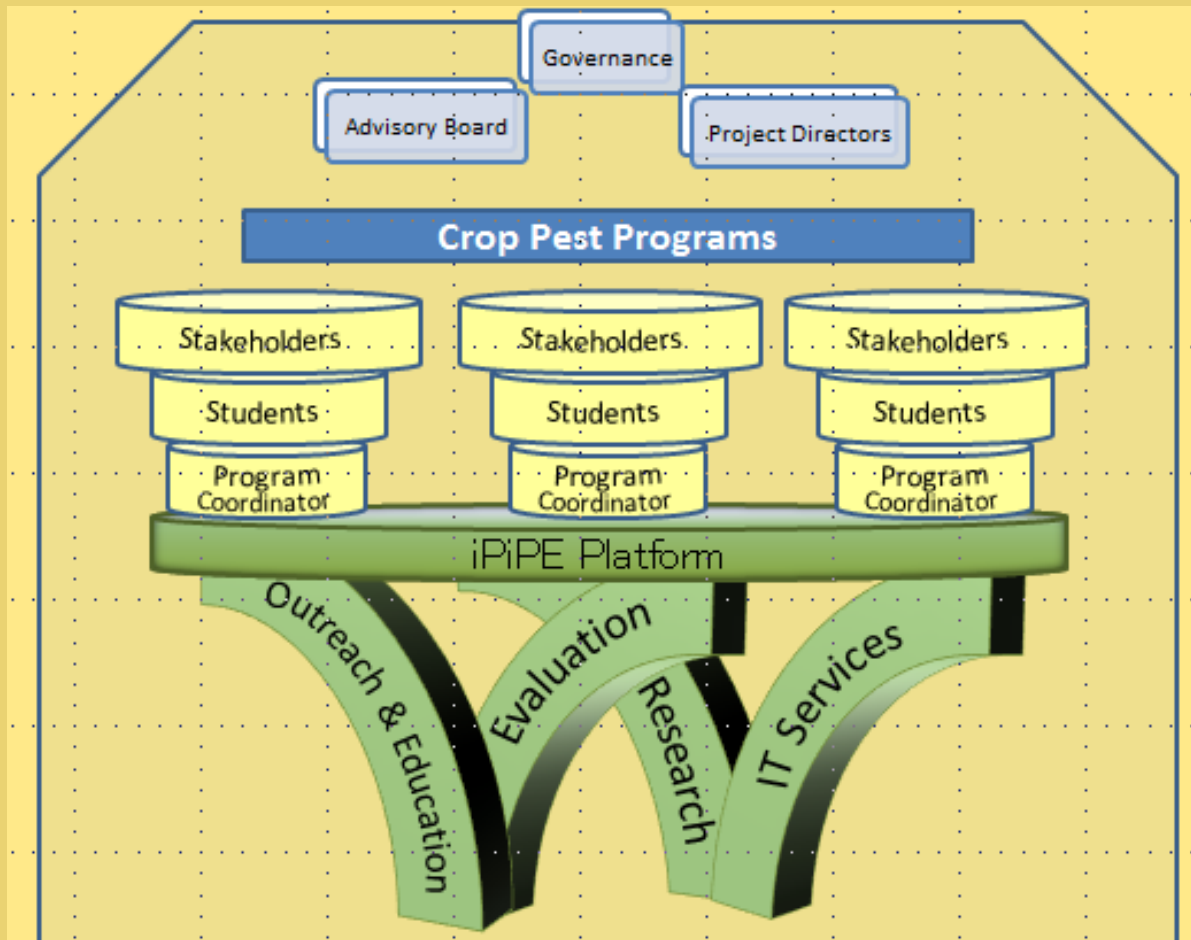 Governance
Advisory Board
Project Directors
Crop Pest Programs
Stakeholders
Stakeholders
Stakeholders
Students
Students
Students
Program
Coordinator
Program
Coordinator
Program
Coordinator
iPiPE Platform
Outreach & Education
Evaluation
Research
IT Services